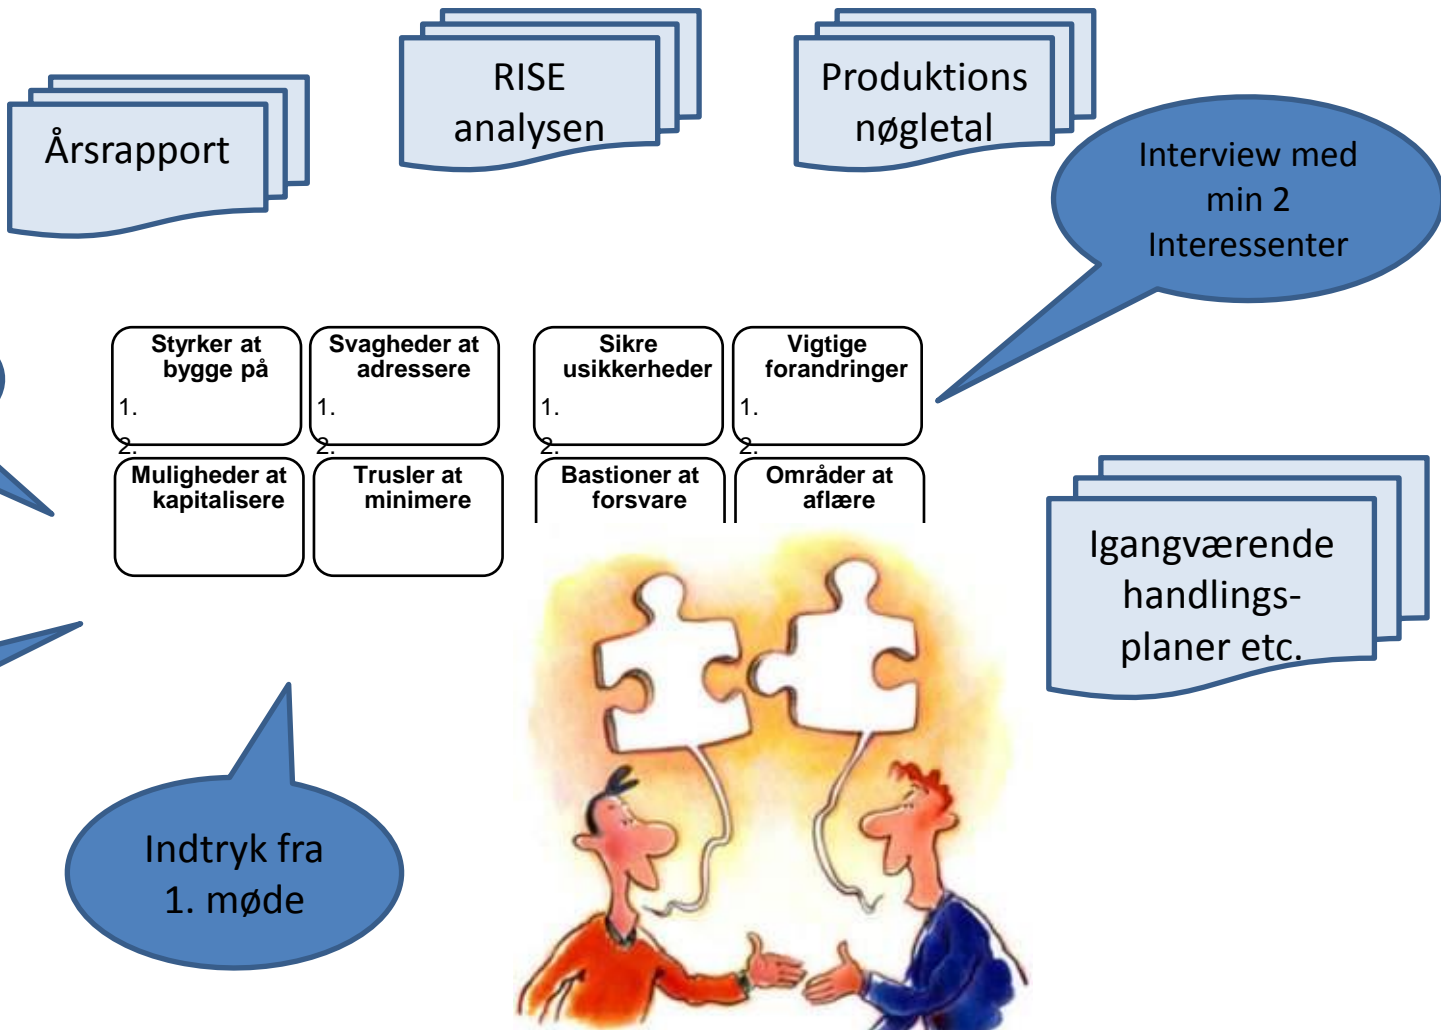 Årsrapport
RISE
analysen
Produktions
nøgletal
Interview med
min 2
Interessenter
Styrker at
bygge på
1.
2.
Svagheder at
adressere
1.
2.
Sikre
usikkerheder
1.
2.
Vigtige
forandringer
1.
2.
Muligheder at
kapitalisere
Trusler at
minimere
Bastioner at
forsvare
Områder at
aflære
Igangværende
handlings-
planer etc.
Indtryk fra
1. møde